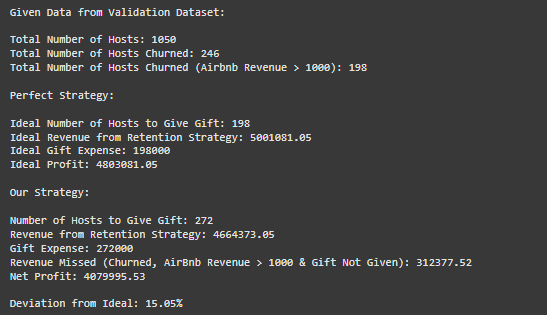 Given Data from Validation Dataset:
Total Number of Hosts: 1050
Total Number of Hosts Churned: 246
Total Number of Hosts Churned (Airbnb Revenue > 1000): 198
Perfect Strategy:
Ideal Number of Hosts to Give Gift: 198
Ideal Revenue from Retention Strategy: 5001081.05
Ideal Gift Expense: 198000
Ideal Profit: 4803081.05
Our Strategy:
Number of Hosts to Give Gift: 272
Revenue from Retention Strategy: 4664373.05
Gift Expense: 272000
Revenue Missed (Churned, AirBnb Revenue > 1000 & Gift Not Given): 312377.52
Net Profit: 4079995.53
Deviation from Ideal: 15.05%